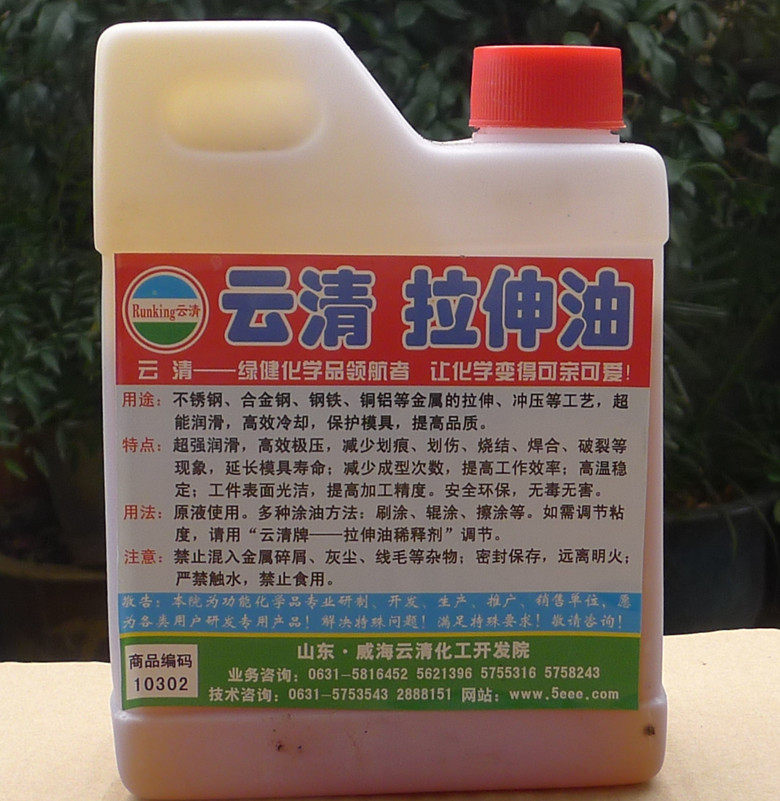 Runking云清
云清 拉伸油
云 清——绿健化学品领航者 让化学变得可亲可爱!
用途：不锈钢、合金钢、钢铁、铜铝等金属的拉伸、冲压等工艺，超
能润滑，高效冷却，保护模具，提高品质。
特点：超强润滑，高效极压，减少划痕、划伤、烧结、焊合、破裂等
现象，延长模具寿命；减少成型次数，提高工作效率；高温稳
定；工件表面光洁，提高加工精度。安全环保，无毒无害。
用法：原液使用。多种涂油方法：刷涂、辊涂、擦涂等。如需调节粘
度，请用“云清牌——拉伸油稀释剂”调节。
注意：禁止混入金属碎屑、灰尘、线毛等杂物；密封保存，远离明火；
严禁触水，禁止食用。
敬告：本院为功能化学品专业研制、开发、生产、推广、销售单位，愿
为各类用户研发专用产品！解决特殊问题！满足特殊要求！敬请咨询！
商品编码
10302
山东·威海云清化工开发院
业务咨询：0631-5816452 5621396 5755316 5758243
技术咨询：0631-5753543 2888151 网站：www.5eee.com